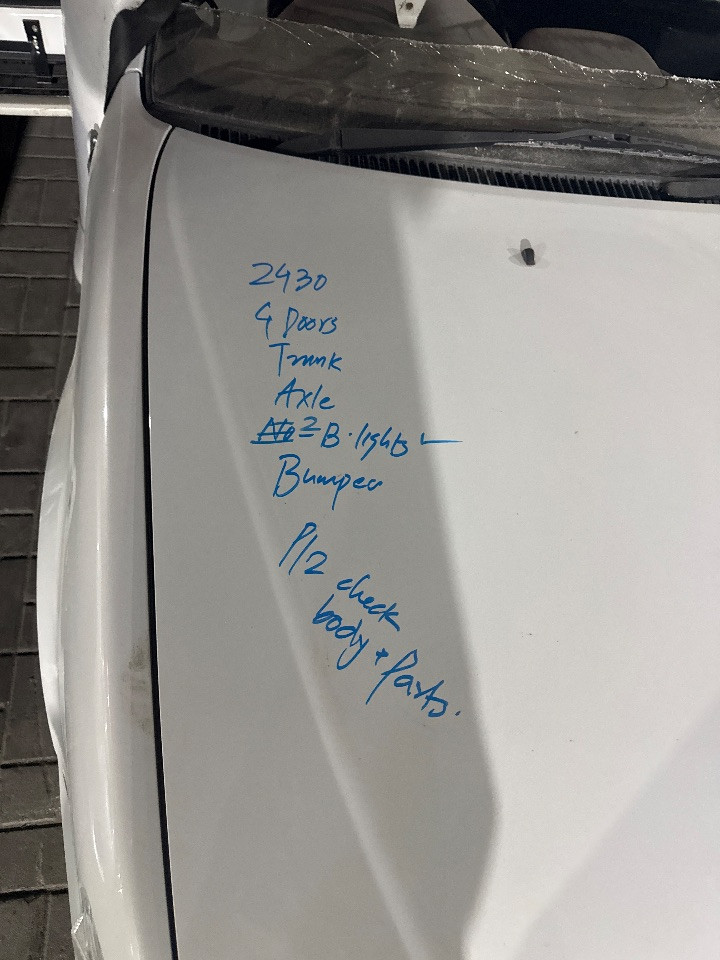 2430
4 Doors
Trunk
Axle
2 B.lights
Bumper
P/2 check
body + Parts.